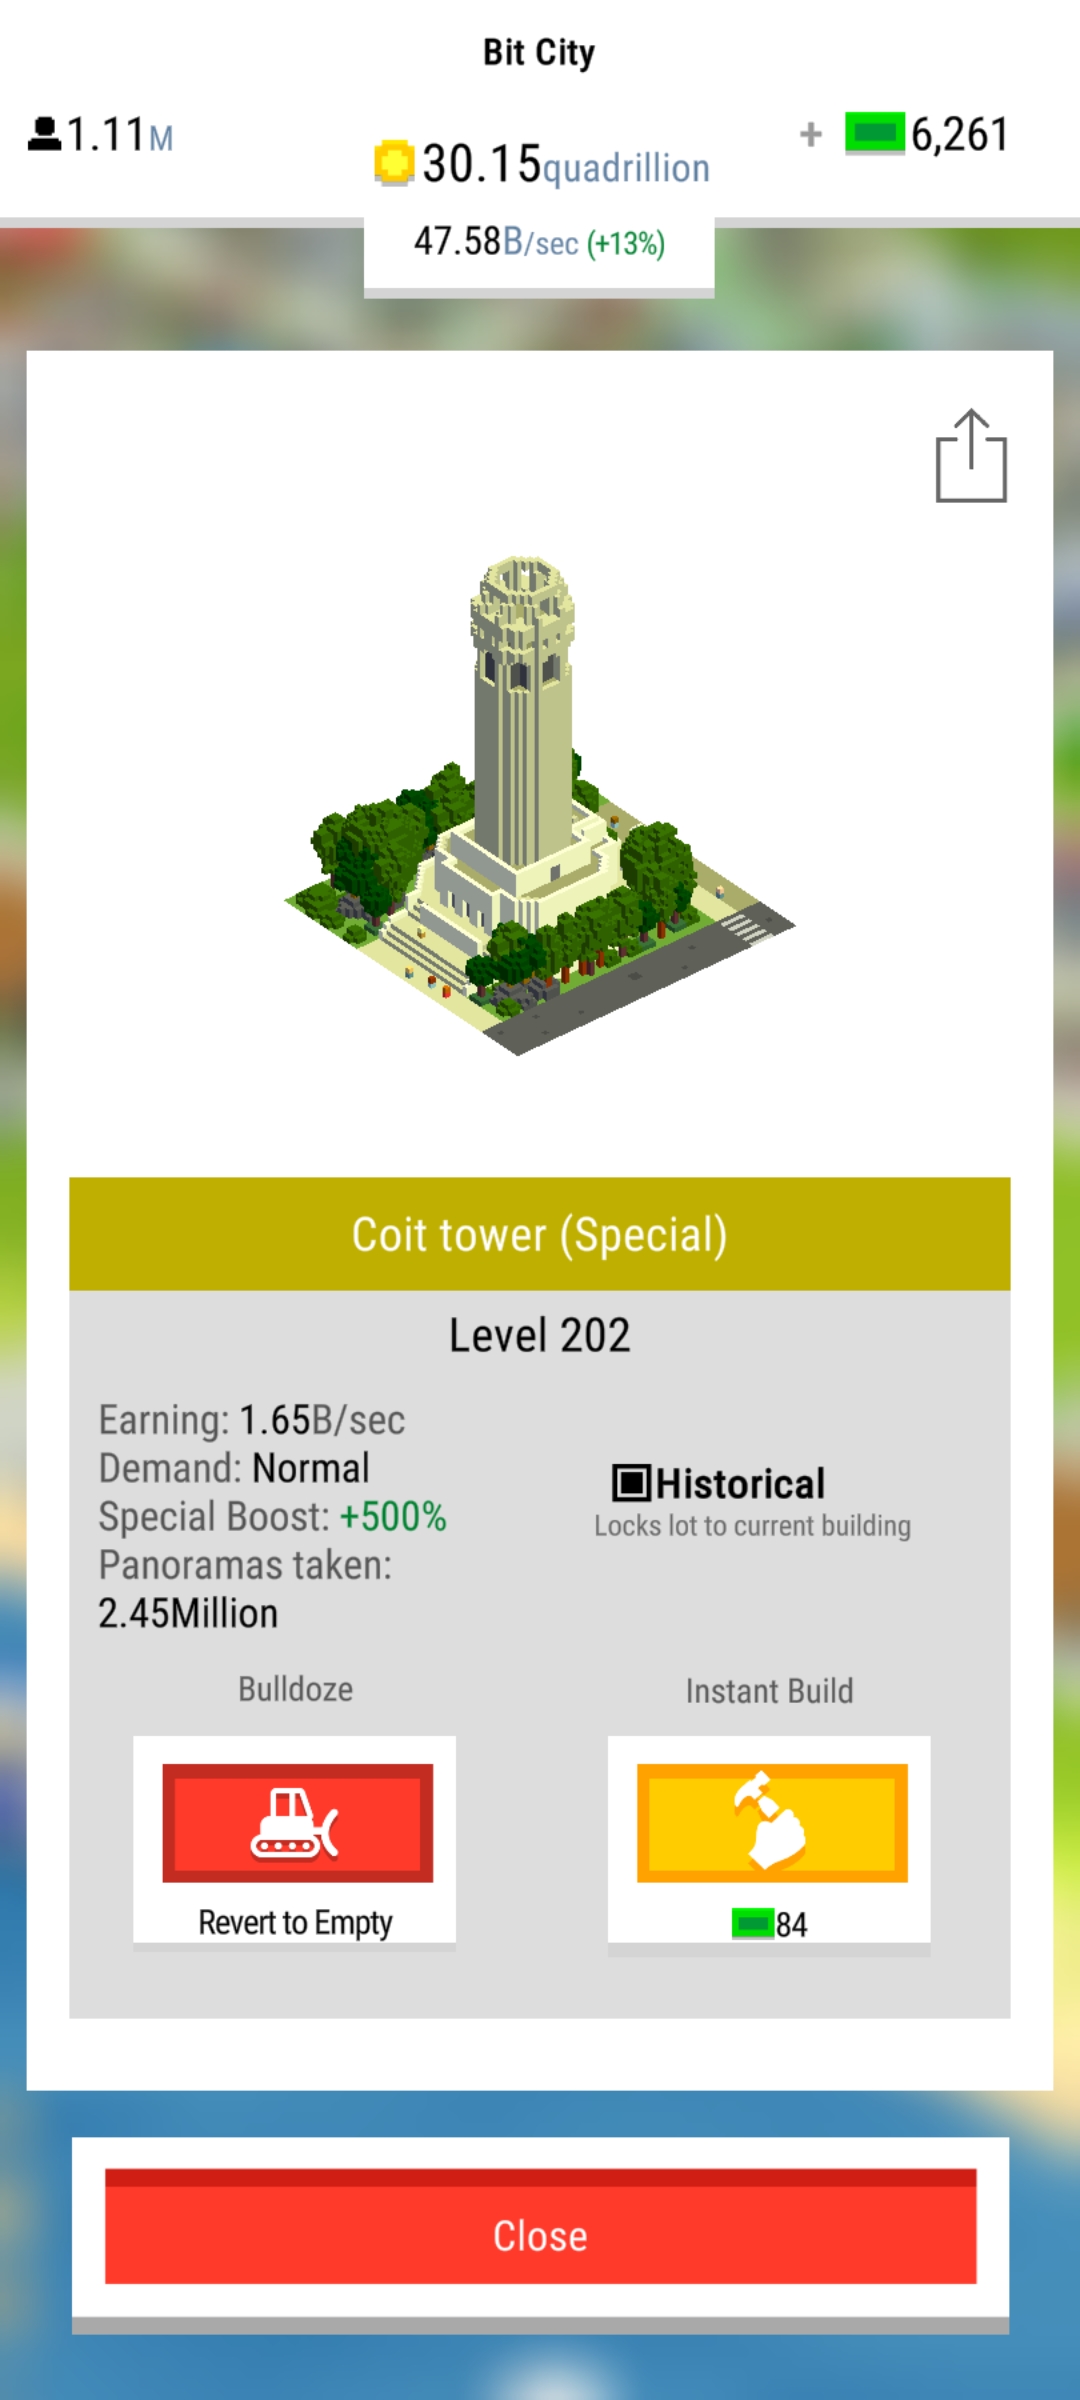 Bit City
1.11M
30.15quadrillion
+ 6,261
47.58B/sec (+13%)
Coit tower (Special)
Level 202
Earning: 1.65B/sec
Demand: Normal
Special Boost: +500%
Panoramas taken:
2.45Million
Historical
Locks lot to current building
Bulldoze
Instant Build
Revert to Empty
84
Close